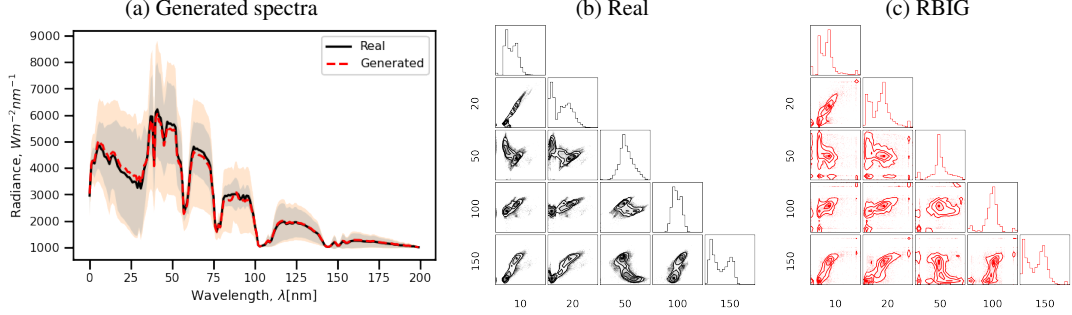 (a) Generated spectra
9000
8000
7000
6000
5000
4000
3000
2000
1000
Radiance, Wm⁻²nm⁻¹
Real
Generated
0 25 50 75 100 125 150 175 200
Wavelength, λ[nm]
(b) Real
20
50
100
150
10 20 50 100 150
(c) RBIG
20
50
100
150
10 20 50 100 150